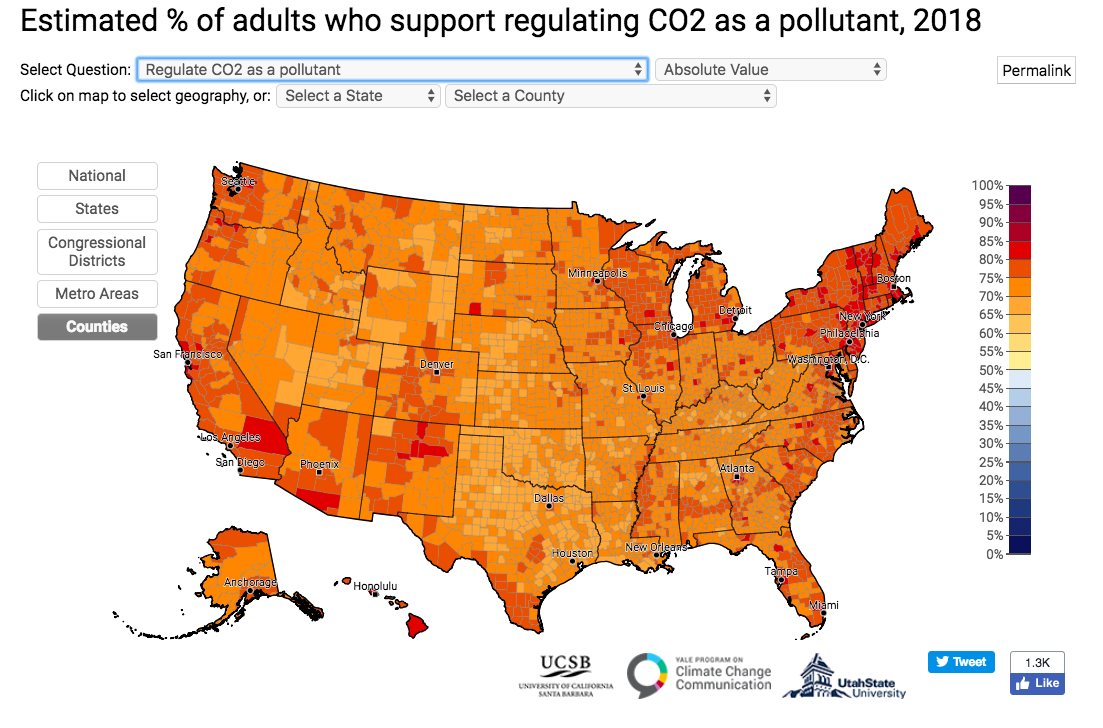 Estimated % of adults who support regulating CO2 as a pollutant, 2018
Select Question: Regulate CO2 as a pollutant Absolute Value Permalink
Click on map to select geography, or: Select a State Select a County
National
States
Congressional
Districts
Metro Areas
Counties
Seattle
Minneapolis
Boston
Detroit
New York
Chicago
Philadelphia
San Francisco
Washington, D.C.
Denver
St. Louis
Los Angeles
San Diego
Phoenix
Atlanta
Dallas
Houston
New Orleans
Tampa
Anchorage
Honolulu
Miami
100%
95%
90%
85%
80%
75%
70%
65%
60%
55%
50%
45%
40%
35%
30%
25%
20%
15%
10%
5%
0%
UCSB
UNIVERSITY OF CALIFORNIA
SANTA BARBARA
YALE PROGRAM ON
Climate Change
Communication
UtahState
University
Tweet
1.3K
Like